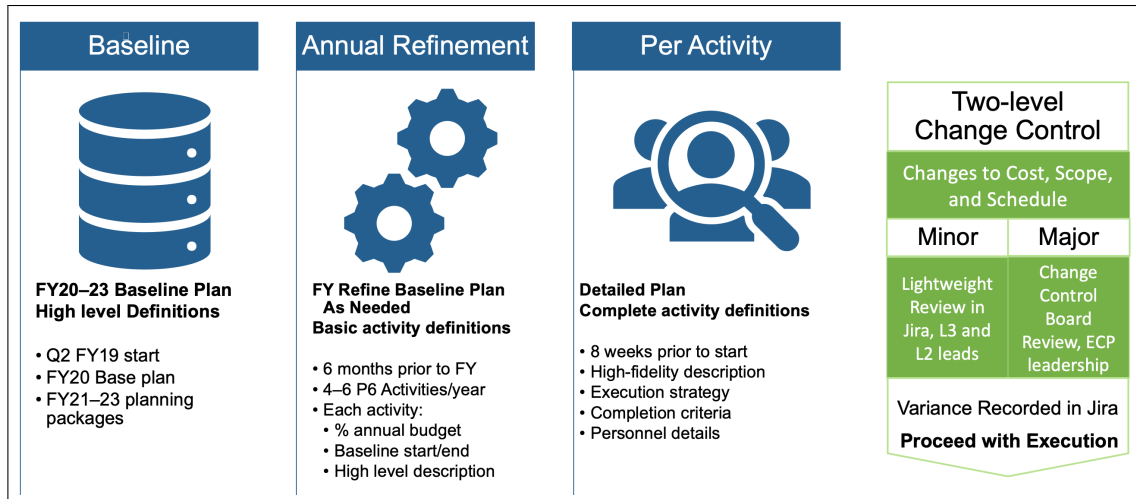 Baseline
FY20–23 Baseline Plan
High level Definitions
• Q2 FY19 start
• FY20 Base plan
• FY21–23 planning
packages
Annual Refinement
FY Refine Baseline Plan
As Needed
Basic activity definitions
• 6 months prior to FY
• 4–6 P6 Activities/year
• Each activity:
• % annual budget
• Baseline start/end
• High level description
Per Activity
Detailed Plan
Complete activity definitions
• 8 weeks prior to start
• High-fidelity description
• Execution strategy
• Completion criteria
• Personnel details
Two-level
Change Control
Changes to Cost, Scope,
and Schedule
Minor
Lightweight
Review in
Jira, L3 and
L2 leads
Major
Change
Control
Board
Review, ECP
leadership
Variance Recorded in Jira
Proceed with Execution